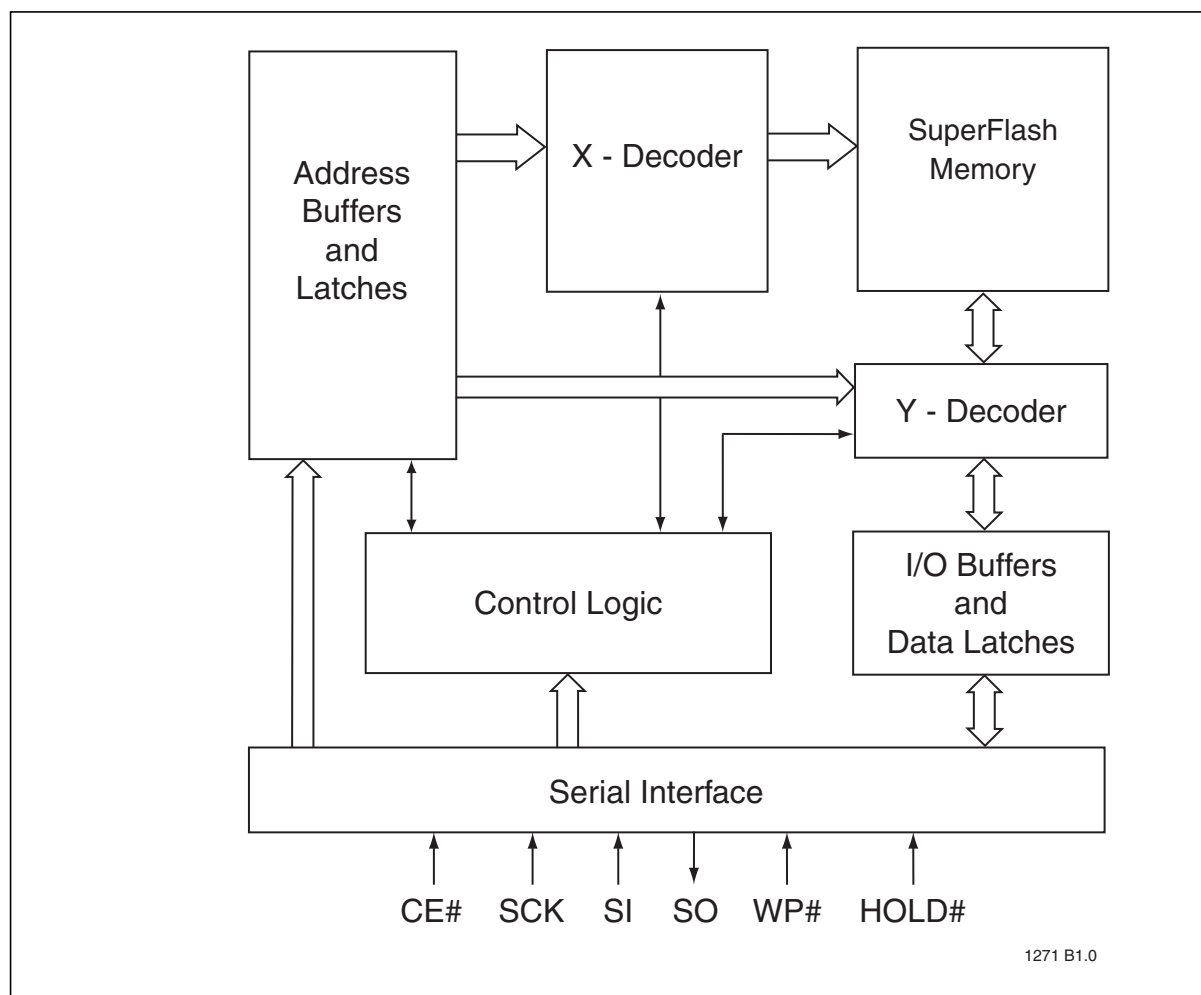 Address
Buffers
and
Latches
X - Decoder
SuperFlash
Memory
Y - Decoder
Control Logic
I/O Buffers
and
Data Latches
Serial Interface
CE# SCK SI SO WP# HOLD#
1271 B1.0